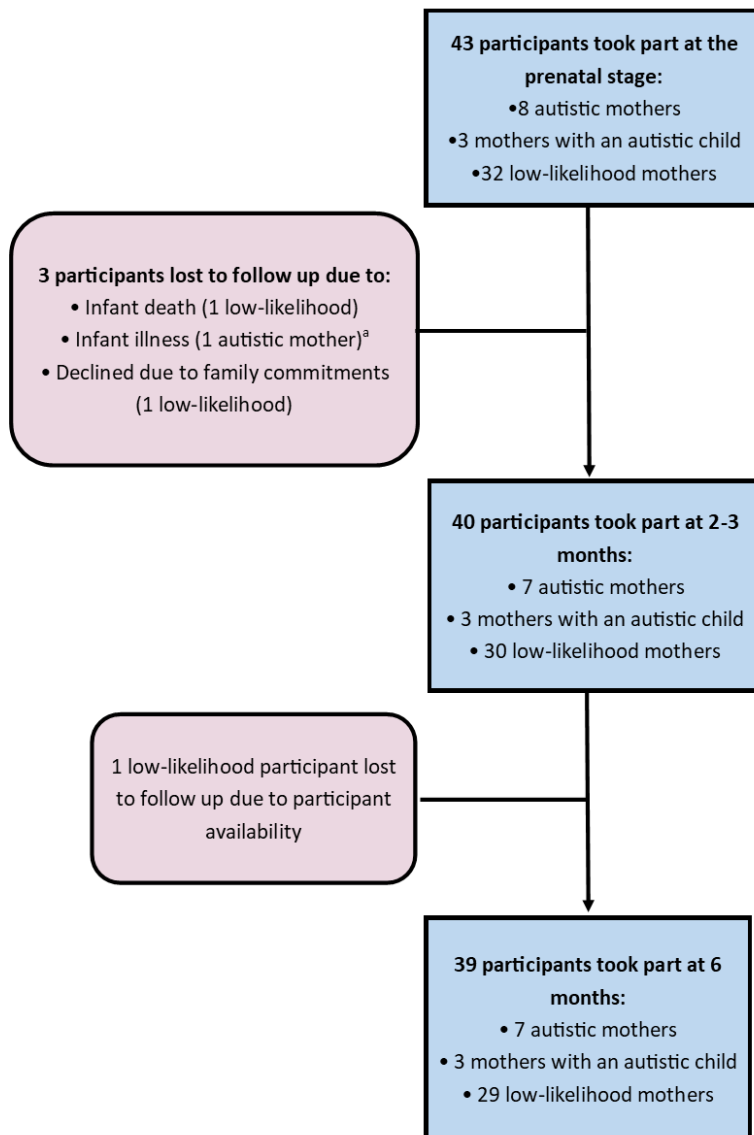 43 participants took part at the
prenatal stage:
•8 autistic mothers
•3 mothers with an autistic child
•32 low-likelihood mothers
3 participants lost to follow up due to:
• Infant death (1 low-likelihood)
• Infant illness (1 autistic mother)ᵃ
• Declined due to family commitments
(1 low-likelihood)
40 participants took part at 2-3
months:
• 7 autistic mothers
• 3 mothers with an autistic child
• 30 low-likelihood mothers
1 low-likelihood participant lost
to follow up due to participant
availability
39 participants took part at 6
months:
• 7 autistic mothers
• 3 mothers with an autistic child
• 29 low-likelihood mothers